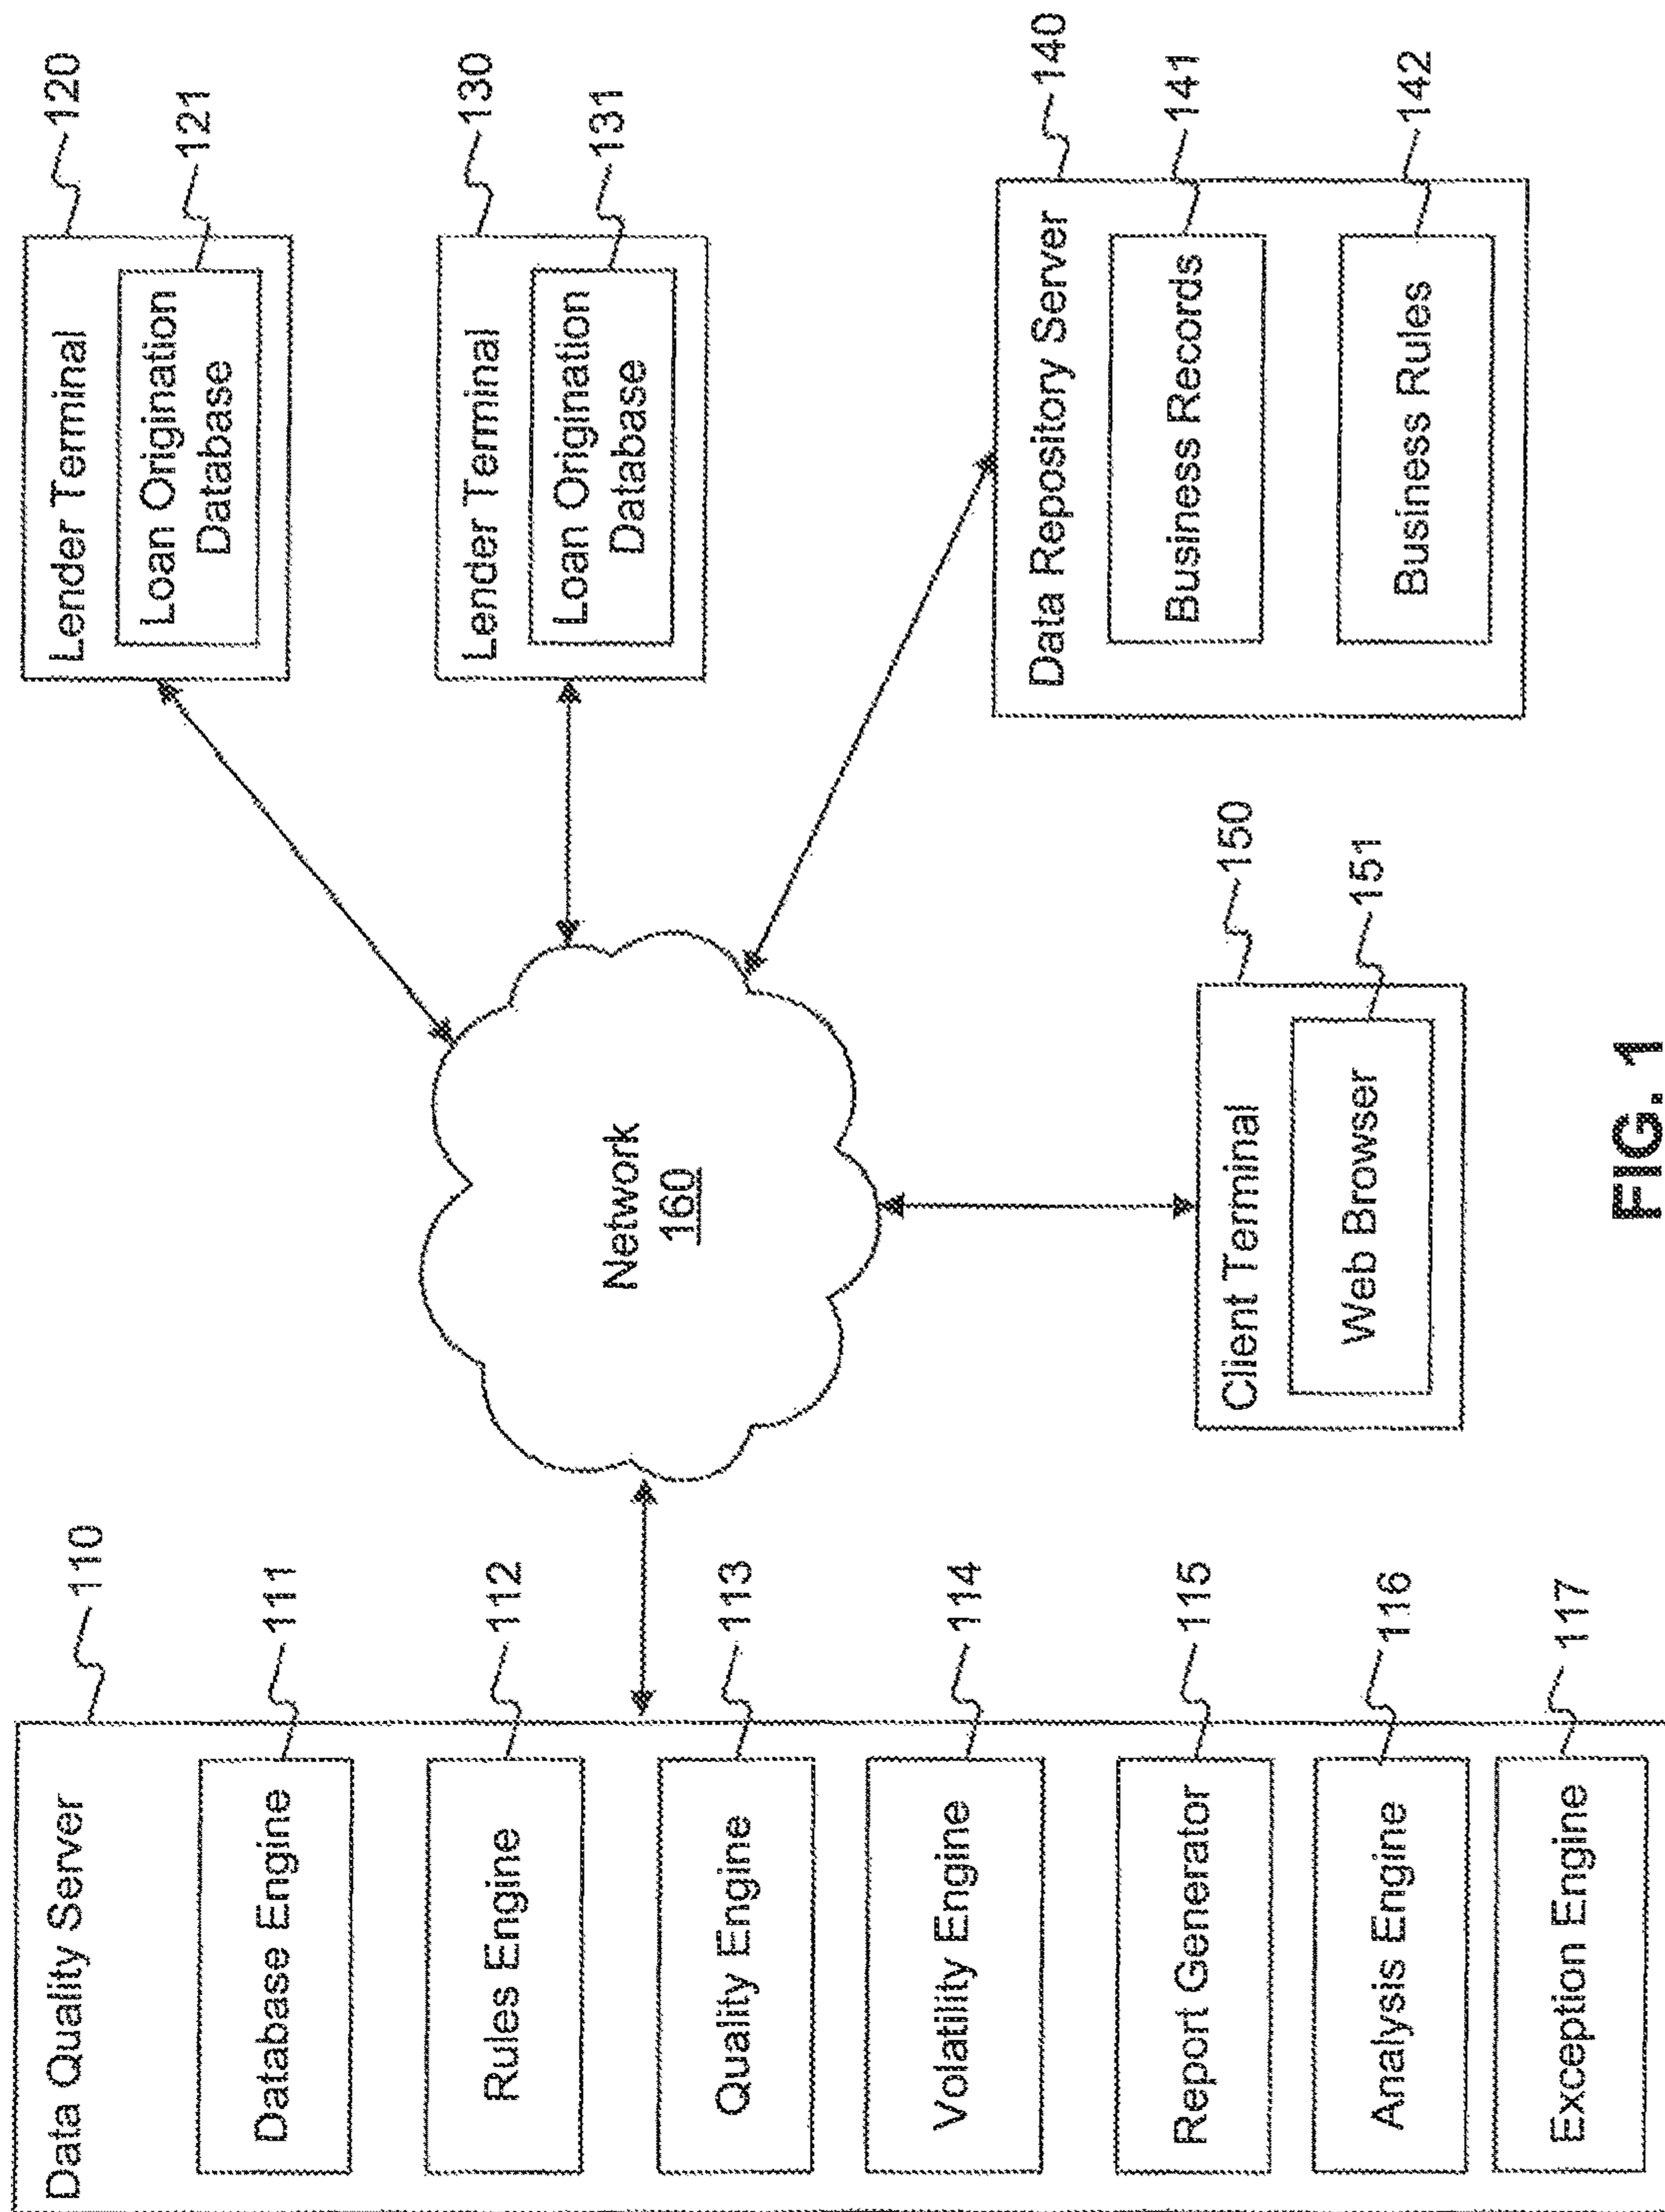 Data Quality Server
110
Database Engine
111
Rules Engine
112
Quality Engine
113
Volatility Engine
114
Report Generator
115
Analysis Engine
116
Exception Engine
117
Network
160
Lender Terminal
120
Loan Origination
Database
121
Lender Terminal
130
Loan Origination
Database
131
Data Repository Server
140
Business Records
141
Business Rules
142
Client Terminal
150
Web Browser
151
FIG. 1